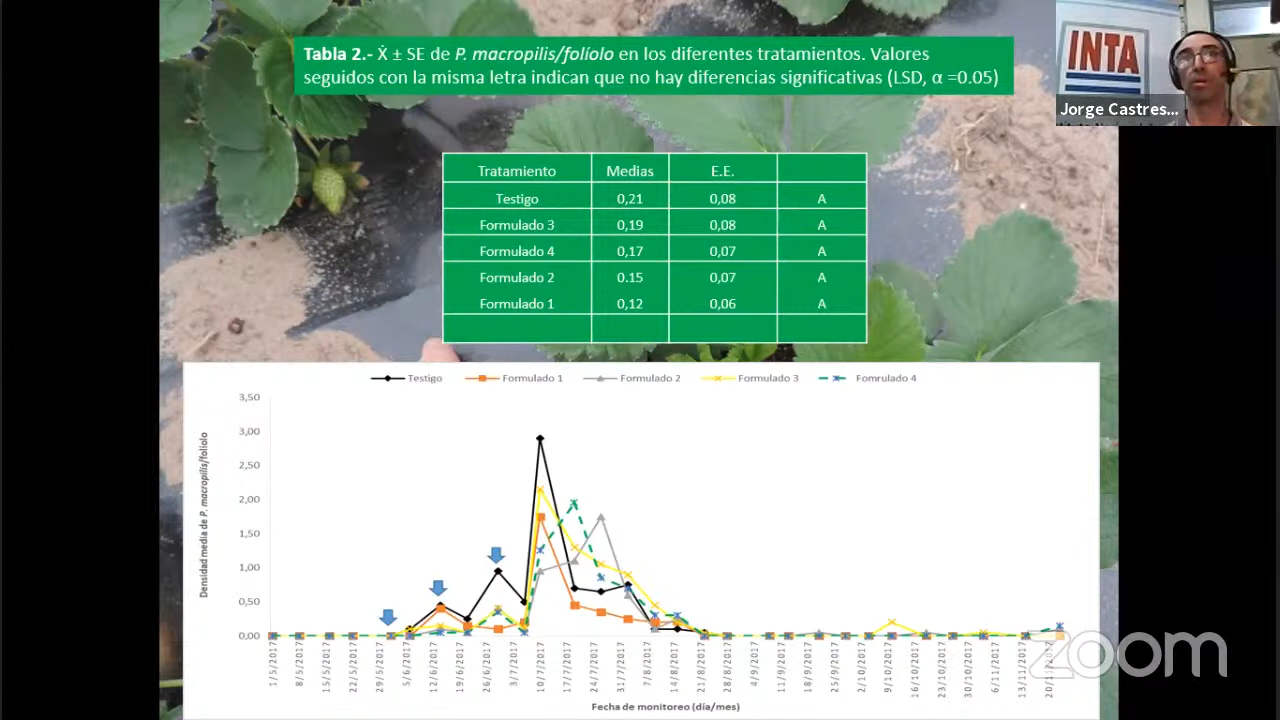 Tabla 2.- Ẋ ± SE de P. macropilis/folíolo en los diferentes tratamientos. Valores
seguidos con la misma letra indican que no hay diferencias significativas (LSD, α =0.05)
INTA
Jorge Castres...
Tratamiento Medias E.E.
Testigo 0,21 0,08 A
Formulado 3 0,19 0,08 A
Formulado 4 0,17 0,07 A
Formulado 2 0.15 0,07 A
Formulado 1 0,12 0,06 A
Testigo Formulado 1 Formulado 2 Formulado 3 Fomrulado 4
3,50
3,00
2,50
2,00
1,50
1,00
0,50
0,00
Densidad media de P. macropilis/foliolo
1/5/2017
8/5/2017
15/5/2017
22/5/2017
29/5/2017
5/6/2017
12/6/2017
19/6/2017
26/6/2017
3/7/2017
10/7/2017
17/7/2017
24/7/2017
31/7/2017
7/8/2017
14/8/2017
21/8/2017
28/8/2017
4/9/2017
11/9/2017
18/9/2017
25/9/2017
2/10/2017
9/10/2017
16/10/2017
23/10/2017
30/10/2017
6/11/2017
13/11/2017
20/11/2017
Fecha de monitoreo (día/mes)
zoom